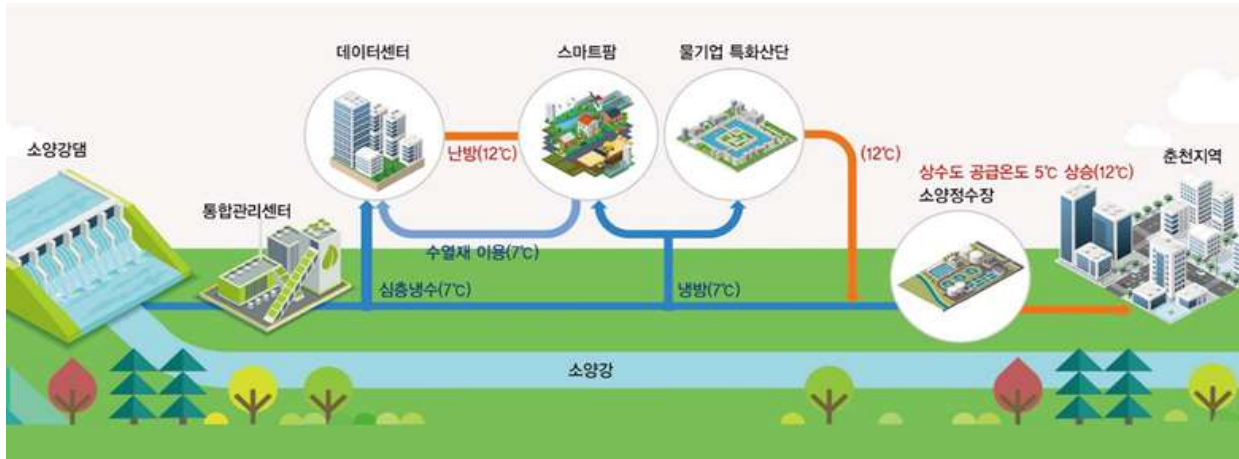 데이터센터
스마트팜
물기업 특화산단
소양강댐
난방(12℃)
(12℃)
춘천지역
상수도 공급온도 5℃ 상승(12℃)
소양정수장
통합관리센터
수열재 이용(7℃)
심층냉수(7℃)
냉방(7℃)
소양강